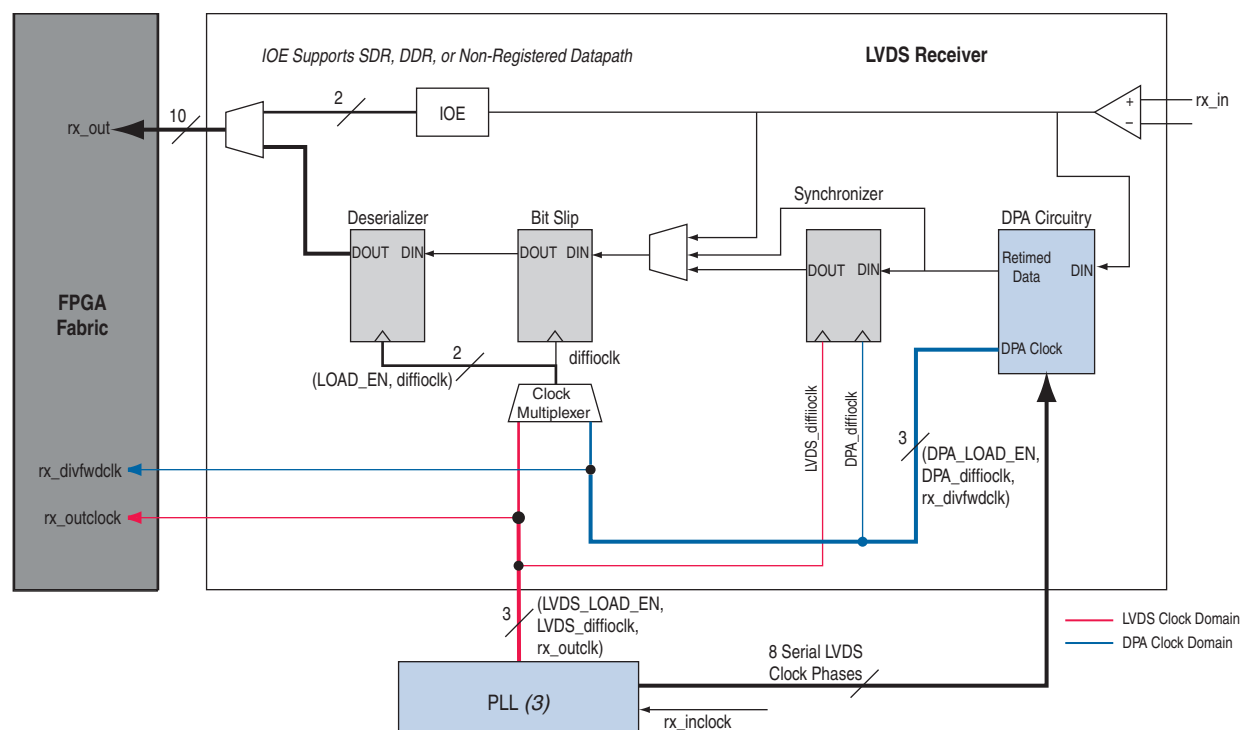 IOE Supports SDR, DDR, or Non-Registered Datapath
LVDS Receiver
rx_out
10
2
IOE
+
–
rx_in
Deserializer
DOUT DIN
Bit Slip
DOUT DIN
Synchronizer
DOUT DIN
DPA Circuitry
Retimed
Data
DIN
DPA Clock
FPGA
Fabric
2
(LOAD_EN, diffioclk)
diffioclk
Clock
Multiplexer
LVDS_diffiioclk
DPA_diffioclk
3
(DPA_LOAD_EN,
DPA_diffioclk,
rx_divfwdclk)
rx_divfwdclk
rx_outclock
3
(LVDS_LOAD_EN,
LVDS_diffioclk,
rx_outclk)
8 Serial LVDS
Clock Phases
LVDS Clock Domain
DPA Clock Domain
PLL (3)
rx_inclock